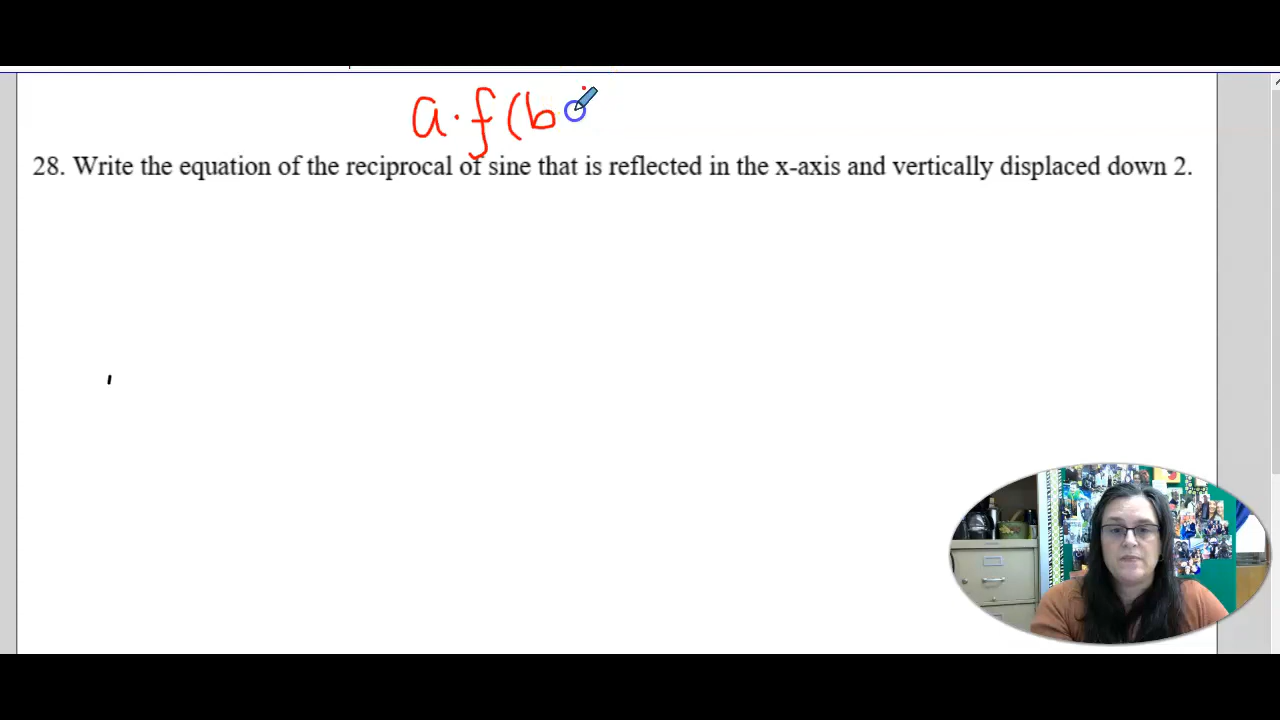 a·f(b
28. Write the equation of the reciprocal of sine that is reflected in the x-axis and vertically displaced down 2.